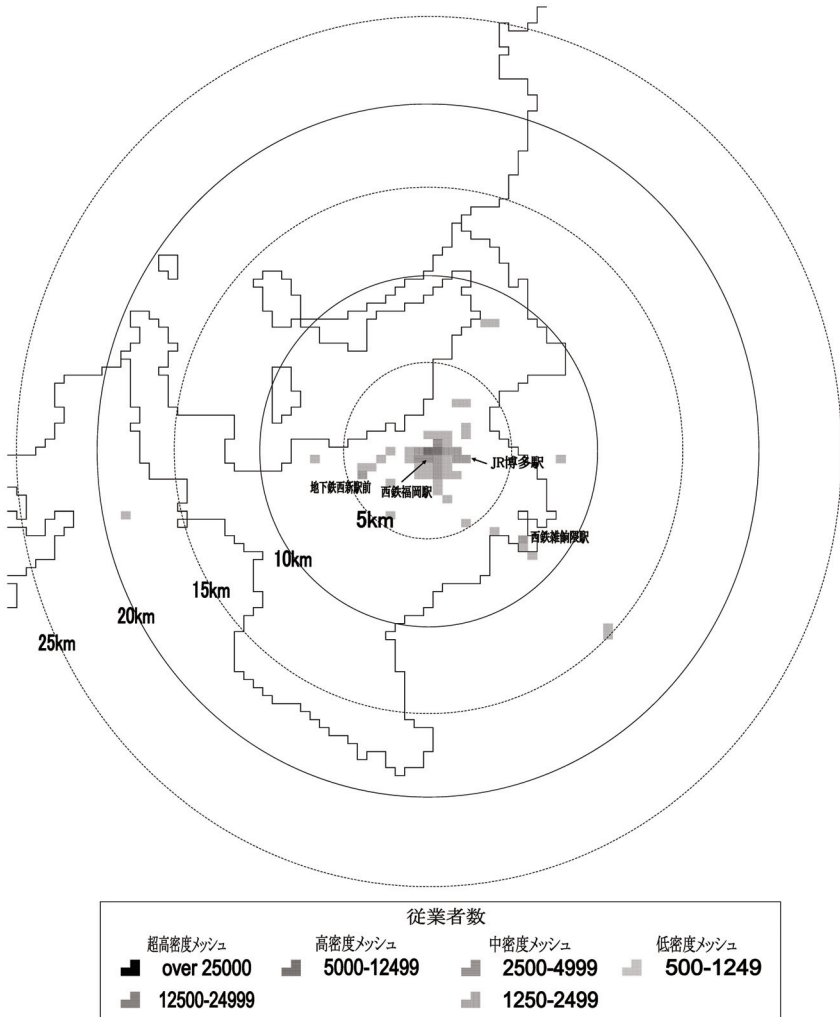 JR博多駅
地下鉄西新駅前
西鉄福岡駅
5km
西鉄雑餉隈駅
10km
15km
20km
25km
従業者数
超高密度メッシュ
高密度メッシュ
中密度メッシュ
低密度メッシュ
over 25000
5000-12499
2500-4999
500-1249
12500-24999
1250-2499